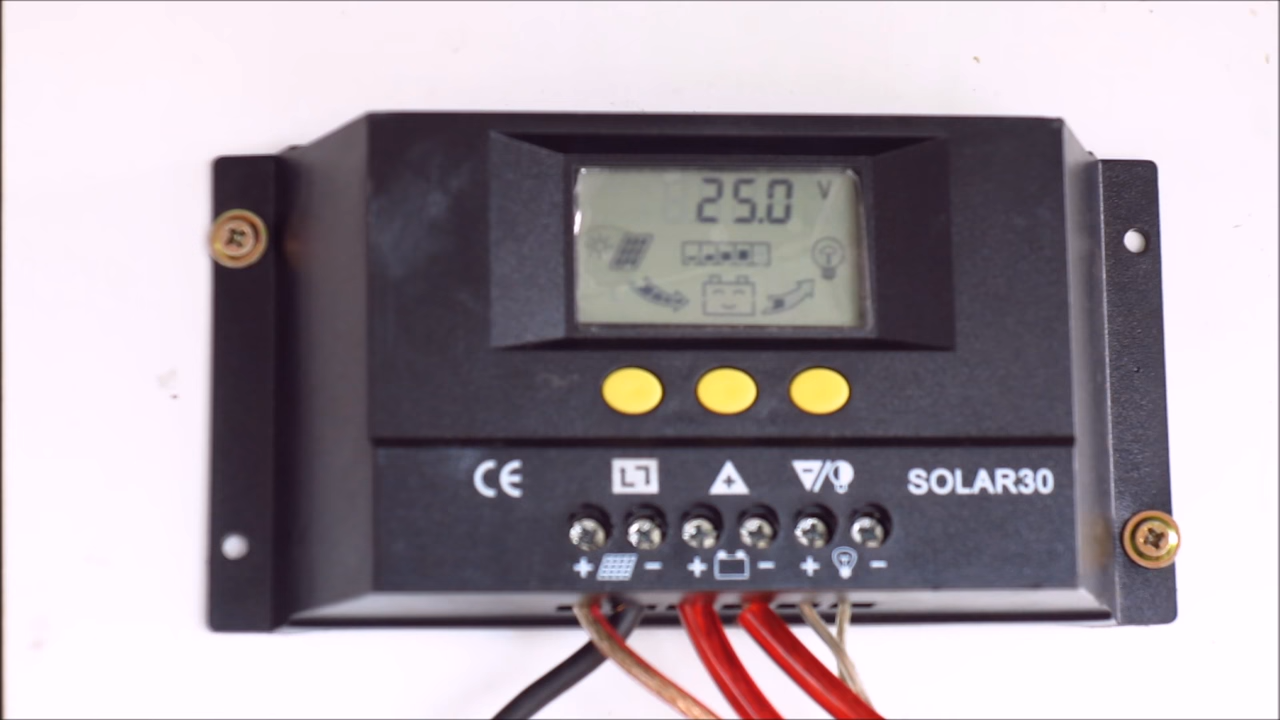 25.0 V
CE
SOLAR30
+ - + - + -